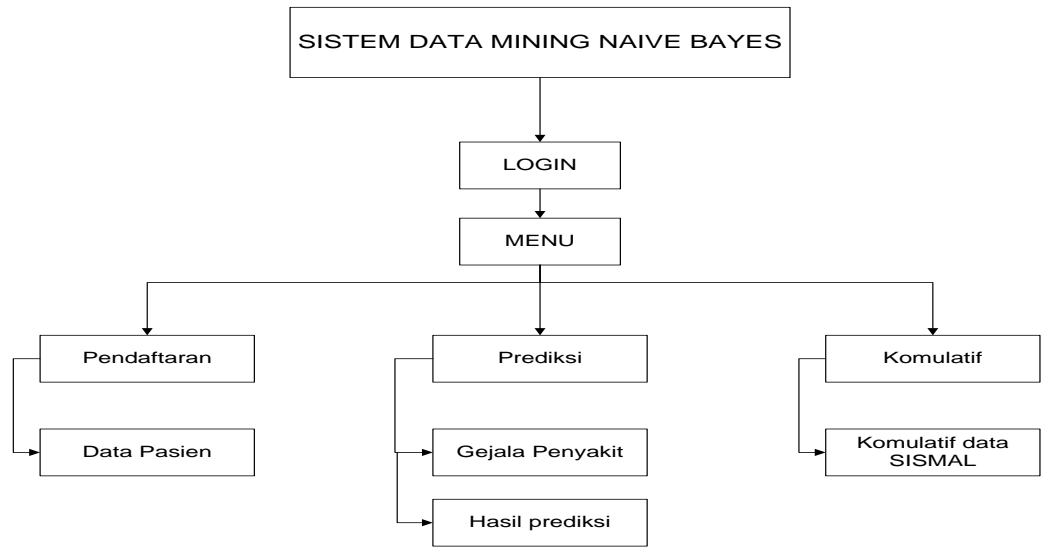 SISTEM DATA MINING NAIVE BAYES
LOGIN
MENU
Pendaftaran
Prediksi
Komulatif
Data Pasien
Gejala Penyakit
Komulatif data
SISMAL
Hasil prediksi